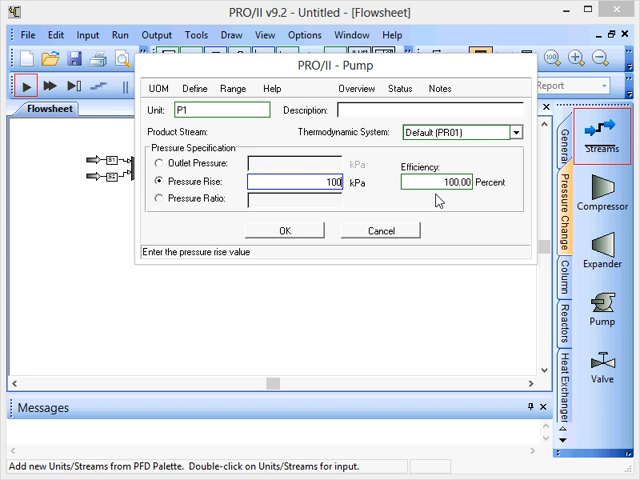 PRO/II v9.2 - Untitled - [Flowsheet]
File Edit Input Run Output Tools Draw View Options Window Help
PRO/II - Pump
UOM Define Range Help Overview Status Notes
Report
Unit: P1 Description:
Product Stream: Thermodynamic System: Default (PR01)
Pressure Specification
Outlet Pressure: kPa
Pressure Rise: 100 kPa
Pressure Ratio:
Efficiency:
100.00 Percent
OK Cancel
Enter the pressure rise value
Flowsheet
S1
S2
General
Pressure Change
Column
Reactors
Heat Exchanger
Streams
Compressor
Expander
Pump
Valve
Messages
Add new Units/Streams from PFD Palette. Double-click on Units/Streams for input.